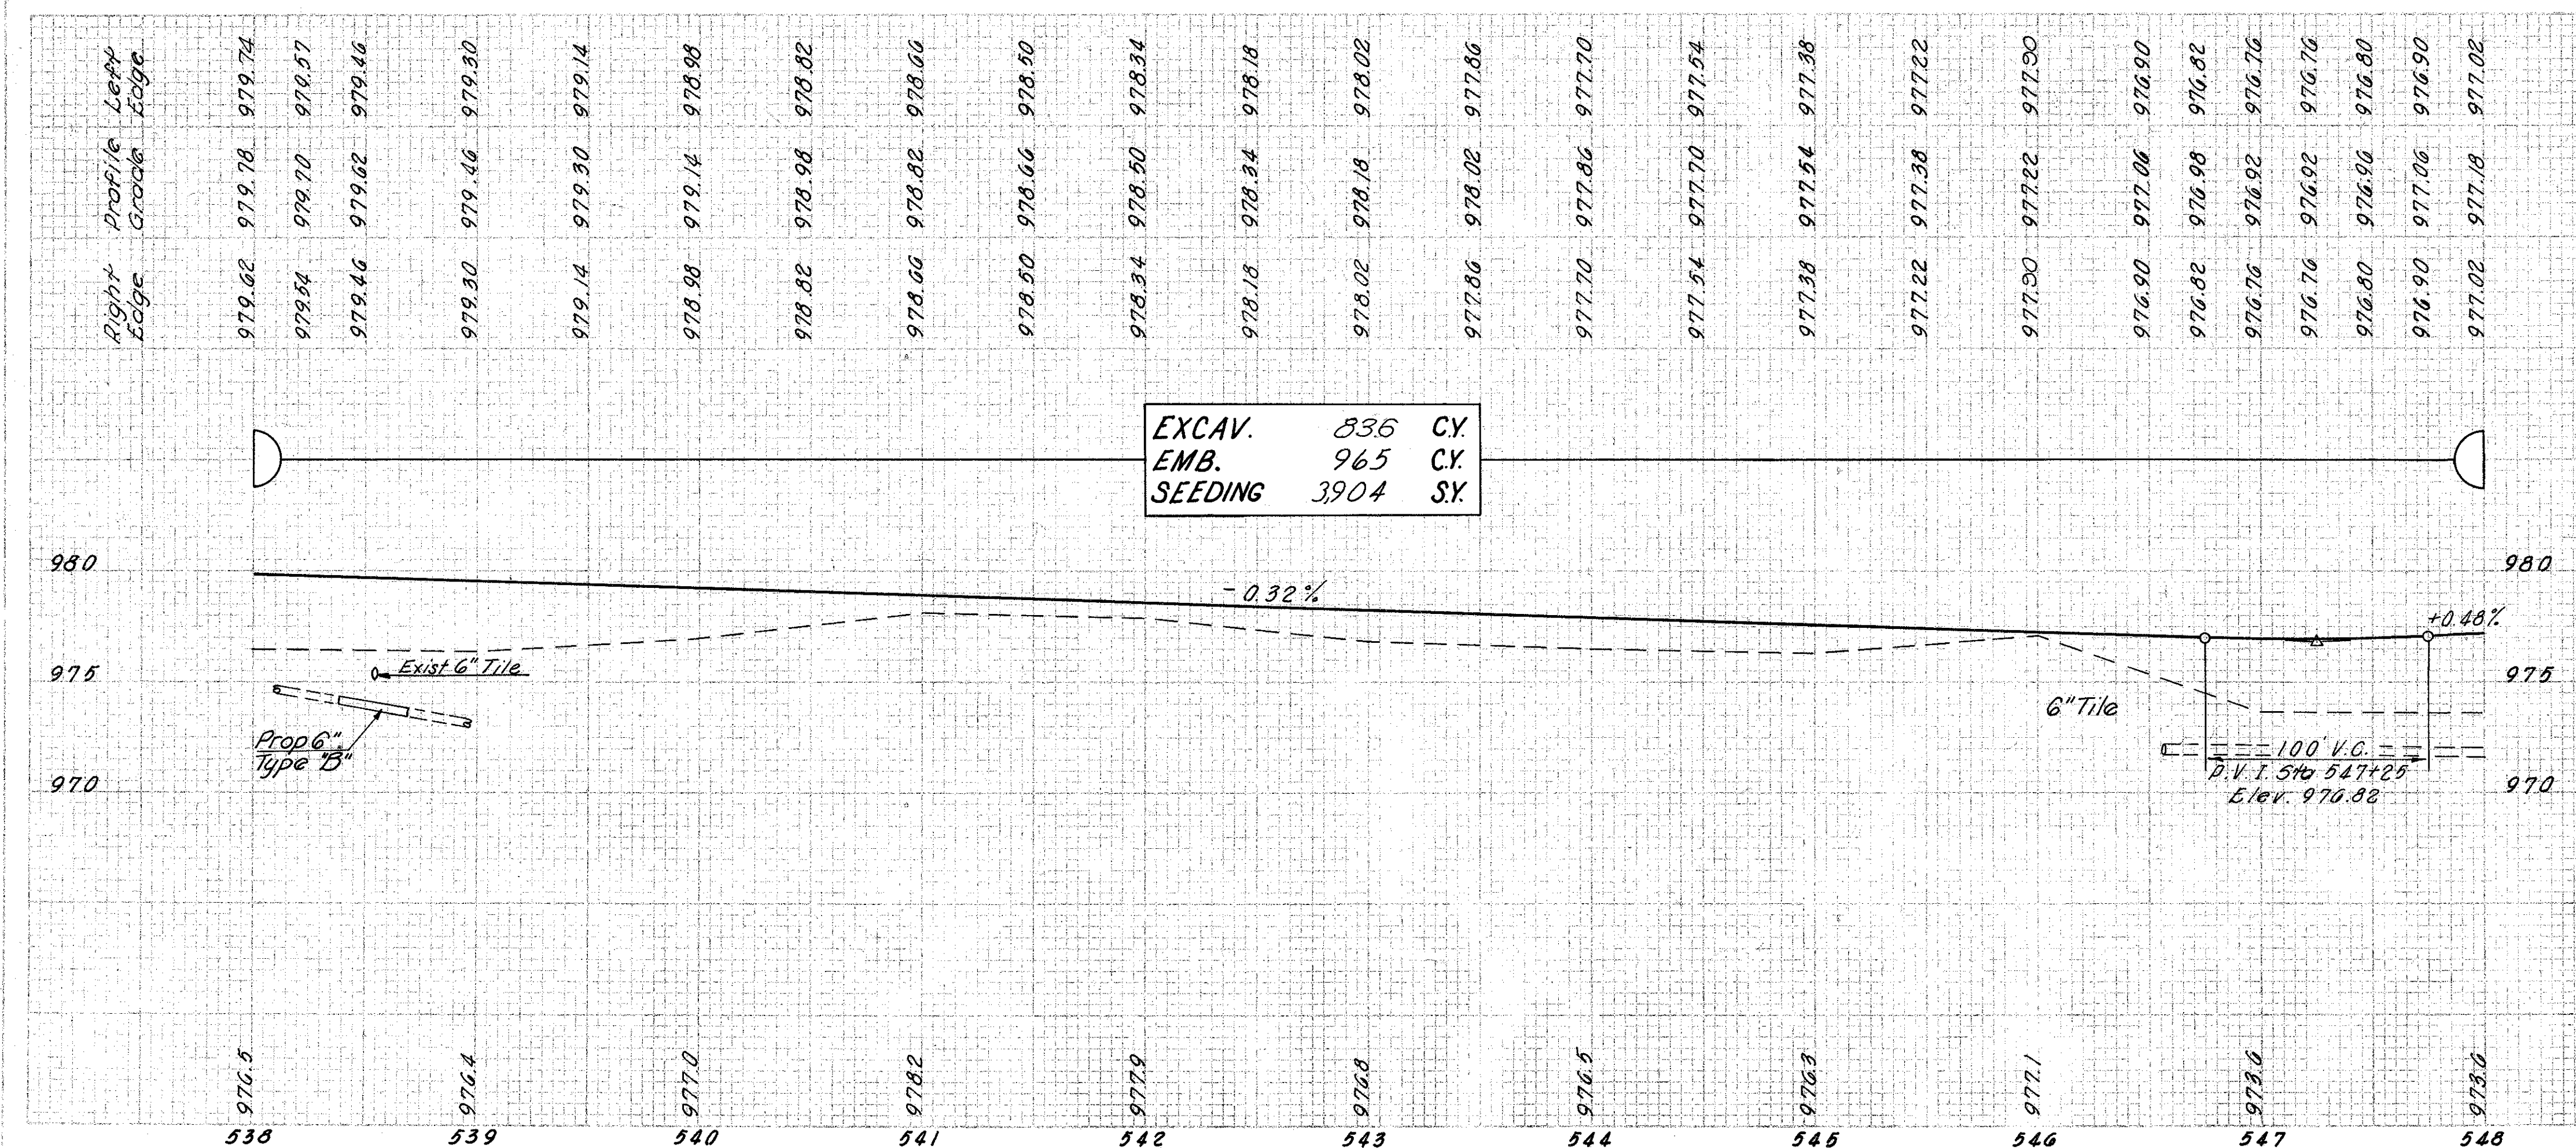 Left Edge 979.74 979.57 979.46 979.30 979.14 978.98 978.82 978.66 978.50 978.34 978.18 978.02 977.86 977.70 977.54 977.38 977.22 977.90 976.90 976.82 976.76 976.76 976.80 976.90 977.02
Profile Grade 979.78 979.70 979.62 979.46 979.30 979.14 978.98 978.82 978.66 978.50 978.34 978.18 978.02 977.86 977.70 977.54 977.38 977.22 977.06 976.98 976.92 976.92 976.96 977.06 977.18
Right Edge 979.62 979.54 979.46 979.30 979.14 978.98 978.82 978.66 978.50 978.34 978.18 978.02 977.86 977.70 977.54 977.38 977.22 977.90 976.90 976.82 976.76 976.76 976.80 976.90 977.02
EXCAV. 836 C.Y.
EMB. 965 C.Y.
SEEDING 3,904 S.Y.
980 980
- 0.32 %
+0.48%
975 975
Exist 6" Tile
6" Tile
Prop 6"
Type "B"
100' V.C.
P.V.I. Sta 547+25
Elev. 976.82
970 970
976.5 976.4 977.0 978.2 977.9 976.8 976.5 976.3 977.1 973.6 973.6
538 539 540 541 542 543 544 545 546 547 548